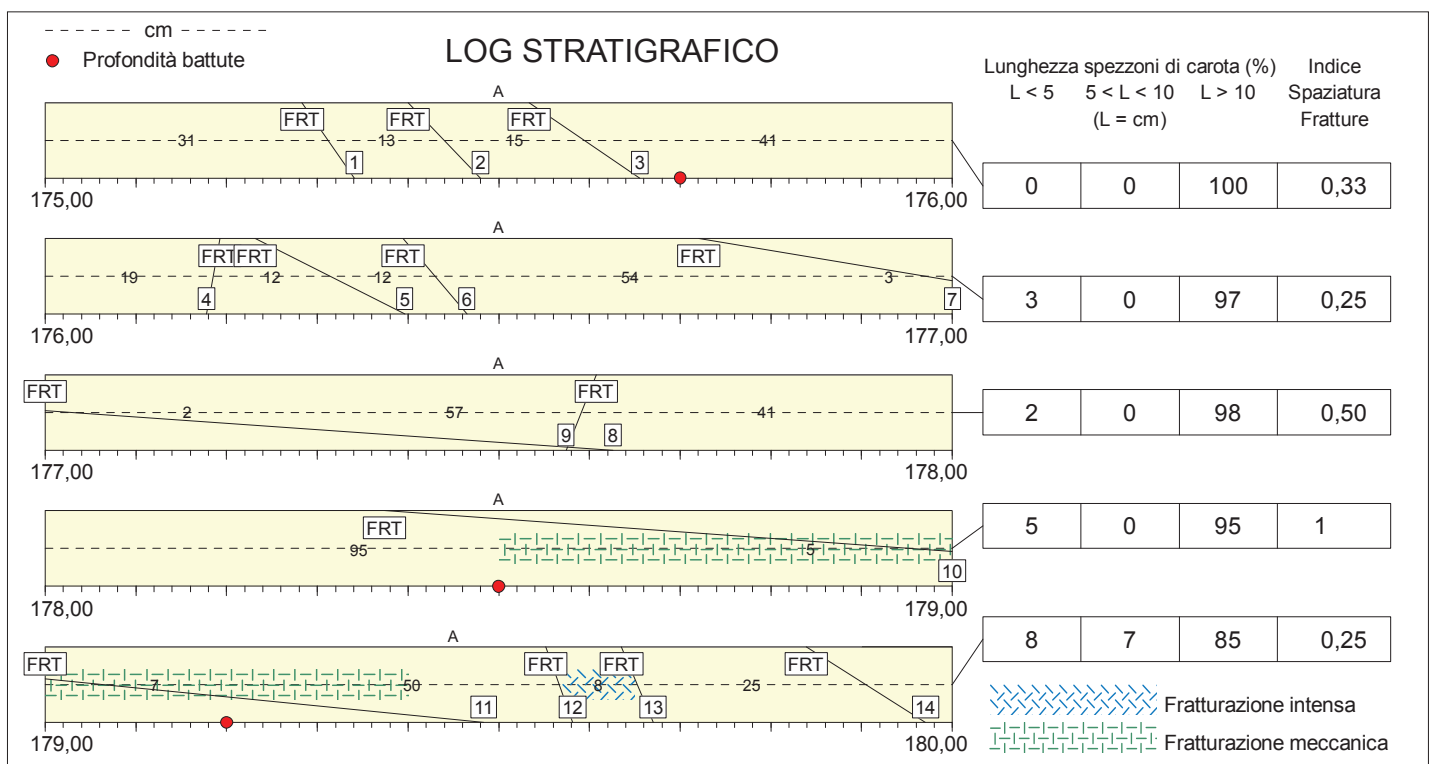 cm
Profondità battute
LOG STRATIGRAFICO
Lunghezza spezzoni di carota (%)
L < 5 5 < L < 10 L > 10
(L = cm)
Indice
Spaziatura
Fratture
A
FRT FRT FRT
31 13 15 41
1 2 3
175,00 176,00
0 0 100 0,33
A
FRT FRT FRT FRT
19 12 12 54 3
4 5 6 7
176,00 177,00
3 0 97 0,25
A
FRT FRT
2 57 41
9 8
177,00 178,00
2 0 98 0,50
A
FRT
95 5
10
178,00 179,00
5 0 95 1
A
FRT FRT FRT FRT
7 50 8 25
11 12 13 14
179,00 180,00
8 7 85 0,25
Fratturazione intensa
Fratturazione meccanica